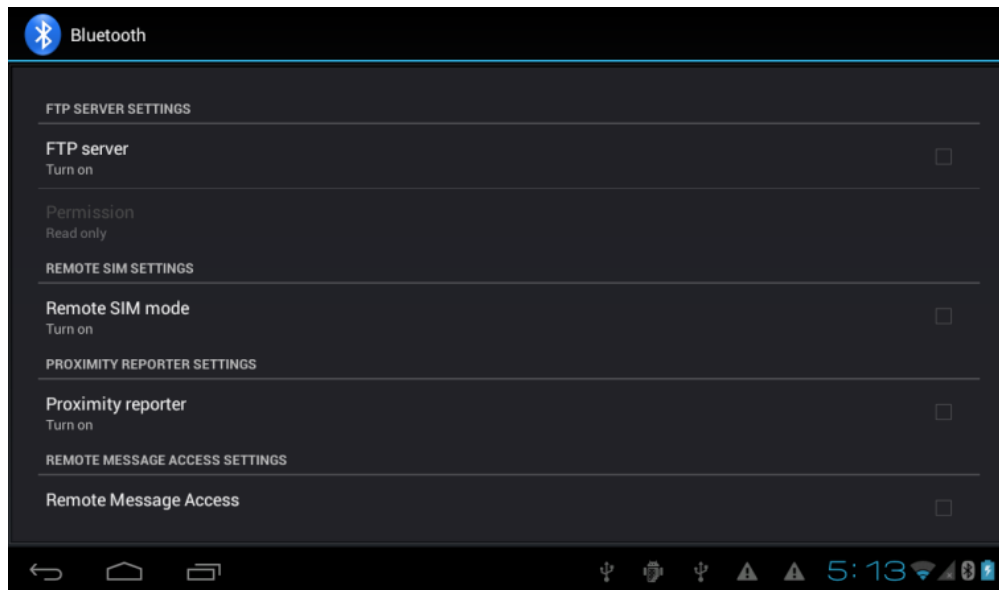 Bluetooth
FTP SERVER SETTINGS
FTP server
Turn on
Permission
Read only
REMOTE SIM SETTINGS
Remote SIM mode
Turn on
PROXIMITY REPORTER SETTINGS
Proximity reporter
Turn on
REMOTE MESSAGE ACCESS SETTINGS
Remote Message Access
5:13